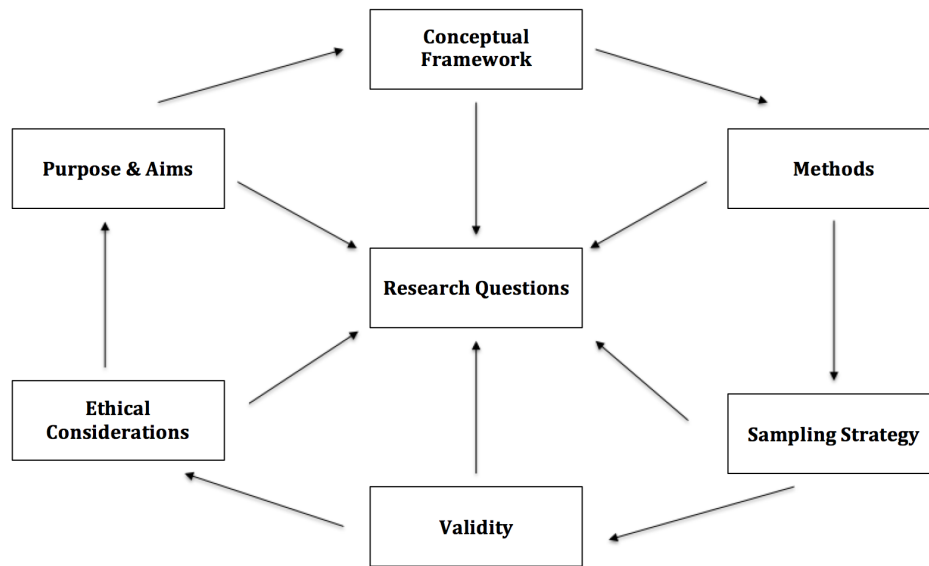 Conceptual
Framework
Purpose & Aims
Methods
Research Questions
Ethical
Considerations
Sampling Strategy
Validity